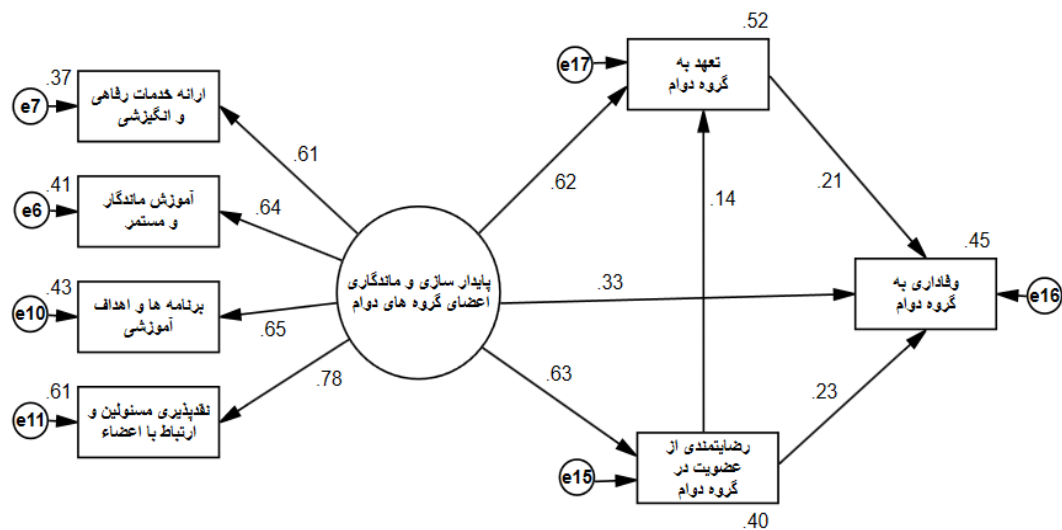 .52
e17
تعهد به
گروه دوام
.37
e7
ارائه خدمات رفاهی
و انگیزشی
.61
.62
.14
.21
.41
e6
آموزش ماندگار
و مستمر
.64
پایدار سازی و ماندگاری
اعضای گروه های دوام
.33
.45
وفاداری به
گروه دوام
e16
.43
e10
برنامه ها و اهداف
آموزشی
.65
.78
.63
.23
.61
e11
نقدپذیری مسئولین و
ارتباط با اعضاء
e15
رضایتمندی از
عضویت در
گروه دوام
.40